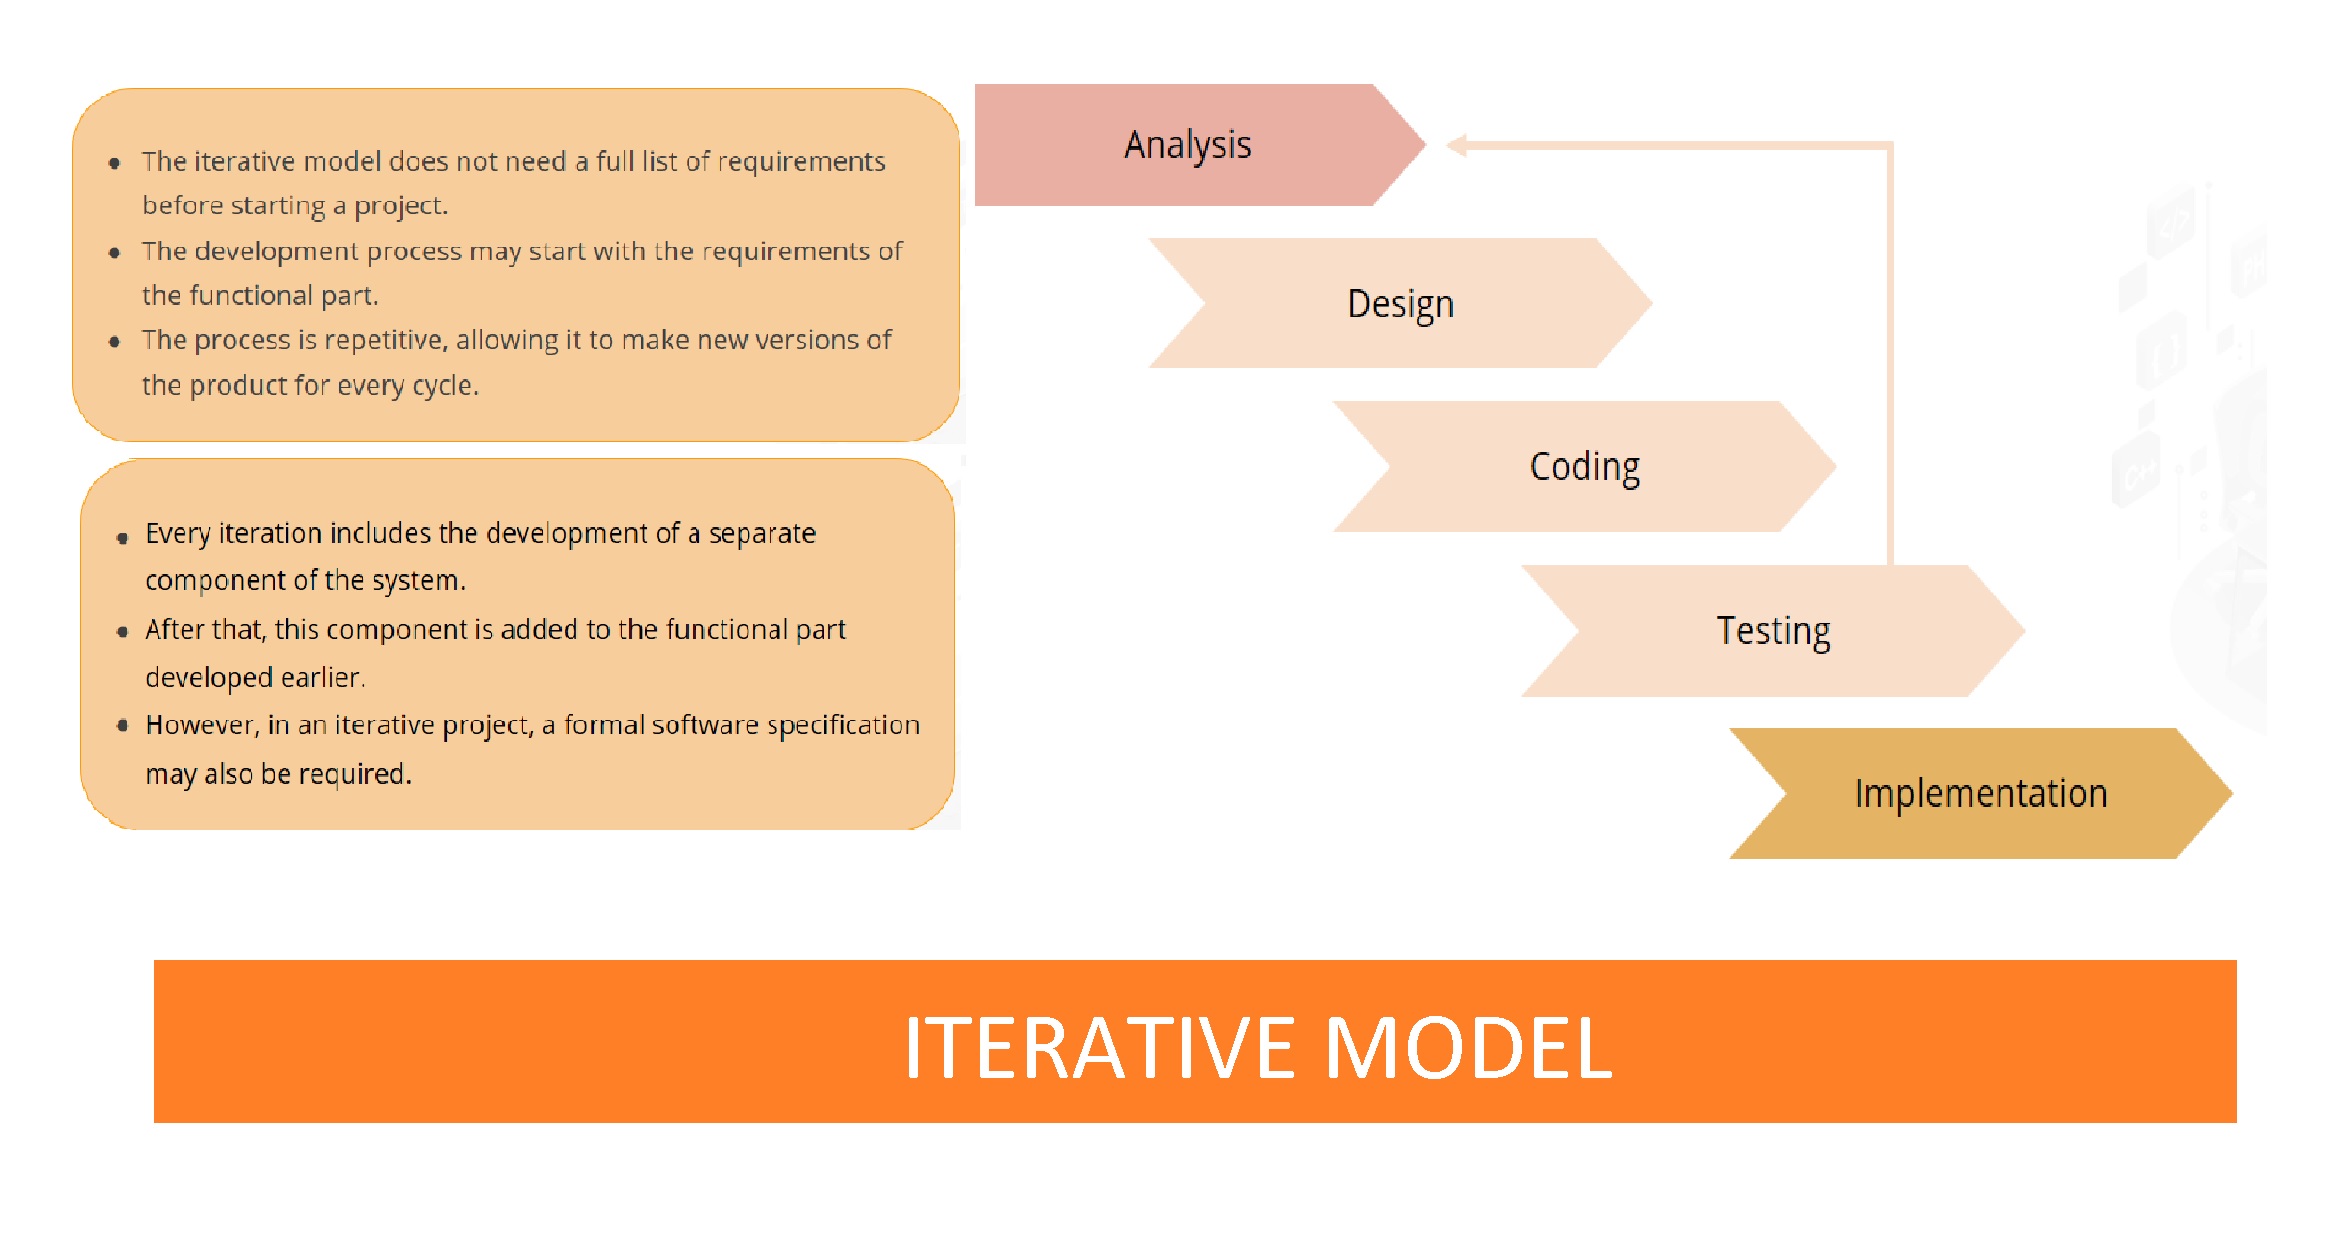 ● The iterative model does not need a full list of requirements
before starting a project.
● The development process may start with the requirements of
the functional part.
● The process is repetitive, allowing it to make new versions of
the product for every cycle.
● Every iteration includes the development of a separate
component of the system.
● After that, this component is added to the functional part
developed earlier.
● However, in an iterative project, a formal software specification
may also be required.
Analysis
Design
Coding
Testing
Implementation
</>
{ }
C++
ITERATIVE MODEL